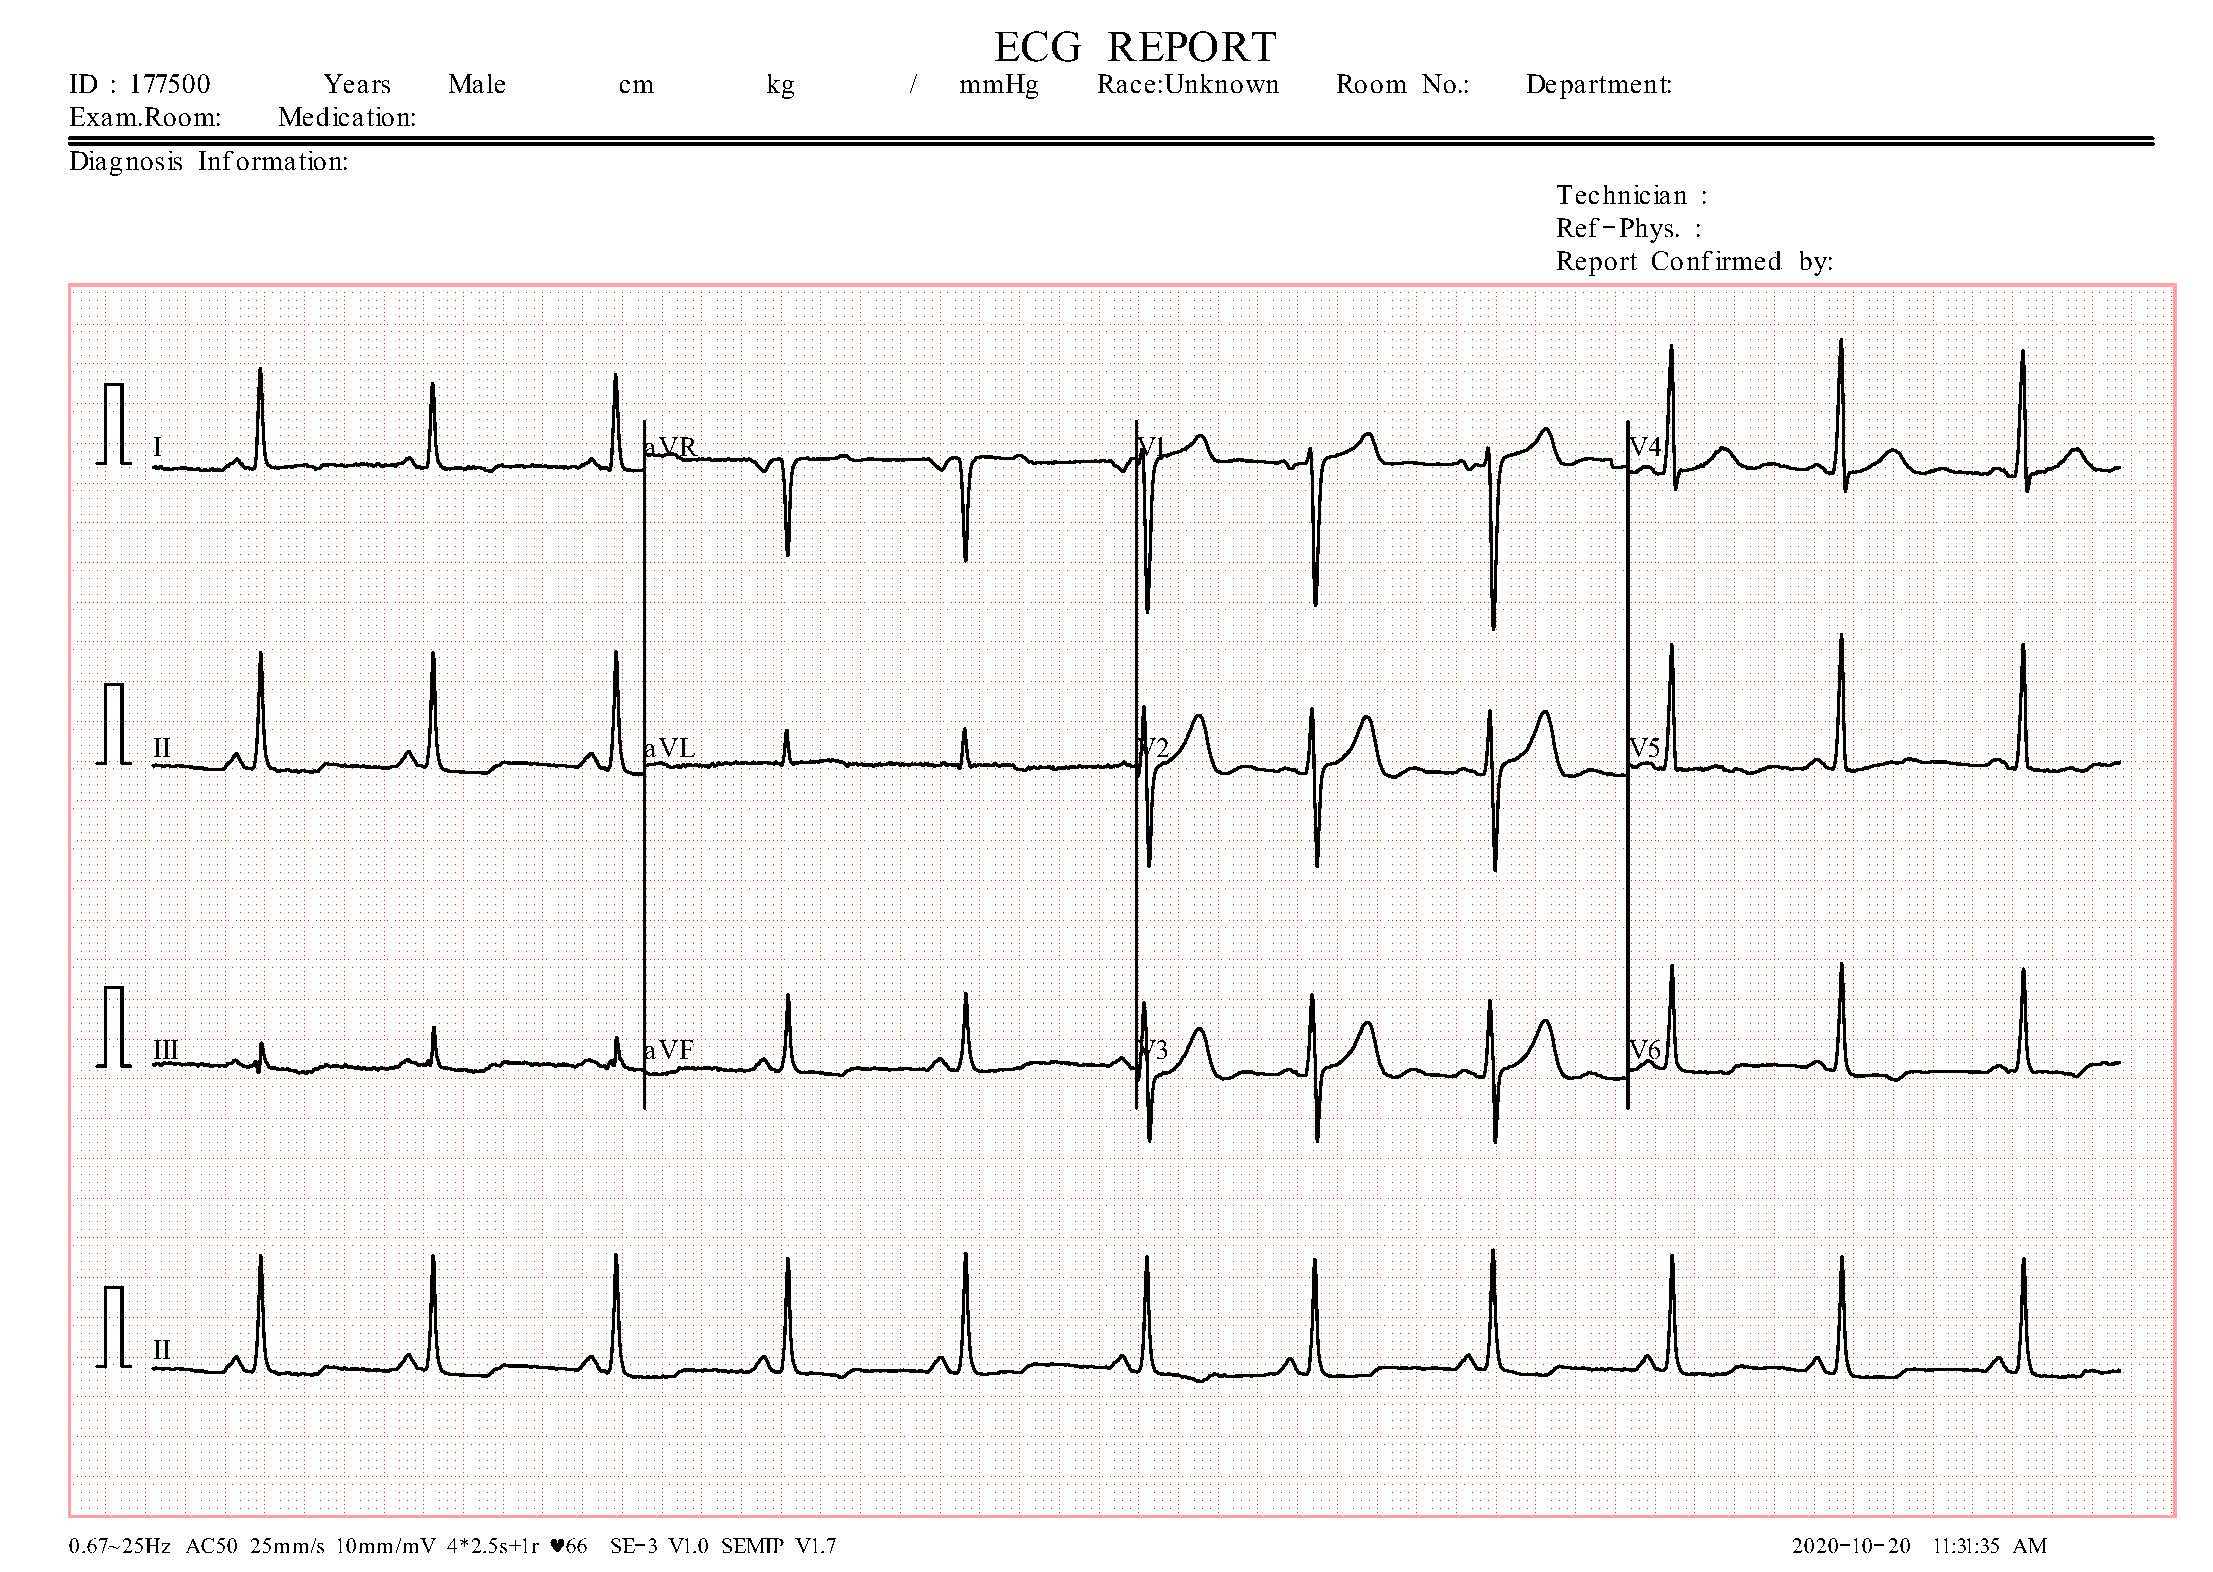 ECG REPORT
ID : 177500 Years Male cm kg / mmHg Race:Unknown Room No.: Department:
Exam.Room: Medication:
Diagnosis Information:
Technician :
Ref-Phys. :
Report Confirmed by:
I aVR V1 V4
II aVL V2 V5
III aVF V3 V6
II
0.67~25Hz AC50 25mm/s 10mm/mV 4*2.5s+1r ♥66 SE-3 V1.0 SEMIP V1.7 2020-10-20 11:31:35 AM